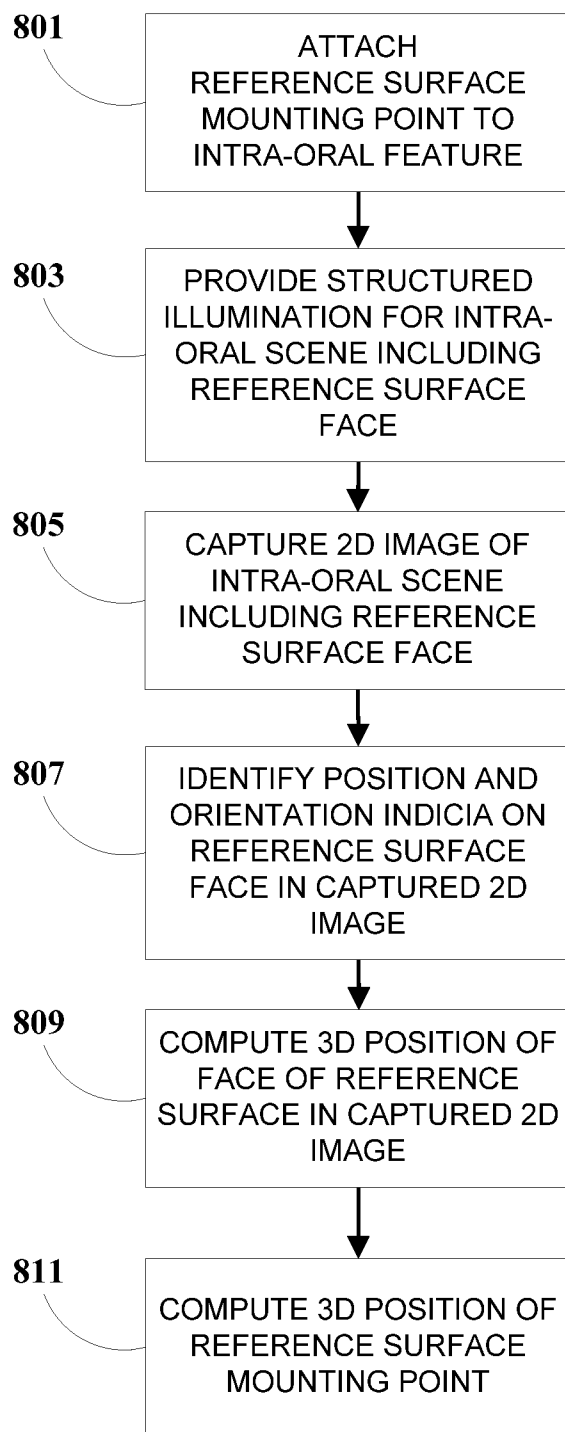 801
ATTACH
REFERENCE SURFACE
MOUNTING POINT TO
INTRA-ORAL FEATURE
803
PROVIDE STRUCTURED
ILLUMINATION FOR INTRA-
ORAL SCENE INCLUDING
REFERENCE SURFACE
FACE
805
CAPTURE 2D IMAGE OF
INTRA-ORAL SCENE
INCLUDING REFERENCE
SURFACE FACE
807
IDENTIFY POSITION AND
ORIENTATION INDICIA ON
REFERENCE SURFACE
FACE IN CAPTURED 2D
IMAGE
809
COMPUTE 3D POSITION OF
FACE OF REFERENCE
SURFACE IN CAPTURED 2D
IMAGE
811
COMPUTE 3D POSITION OF
REFERENCE SURFACE
MOUNTING POINT